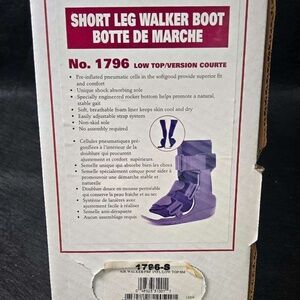 SHORT LEG WALKER BOOT
BOTTE DE MARCHE
No. 1796 LOW TOP/VERSION COURTE
• Pre-inflated pneumatic cells in the softgood provide superior fit
and comfort
• Unique shock absorbing sole
• Specially engineered rocker bottom helps promote a natural,
stable gait
• Soft, breathable foam liner keeps skin cool and dry
• Easily adjustable strap system
• Non-skid sole
• No assembly required
• Cellules pneumatiques pré-
gonflées à l'intérieur de la
doublure qui procurent
ajustement et confort supérieurs
• Semelle unique qui absorbe bien les chocs
• Semelle spécialement conçue pour aider à
promouvoir une démarche stable et
naturelle
• Doublure douce en mousse perméable
qui conserve la peau fraîche et au sec
• Système de lanières avec
ajustement facile à réaliser
• Semelle anti-dérapante
• Aucun assemblage requis
1796-S
AIR WALKER LOW TOP SM